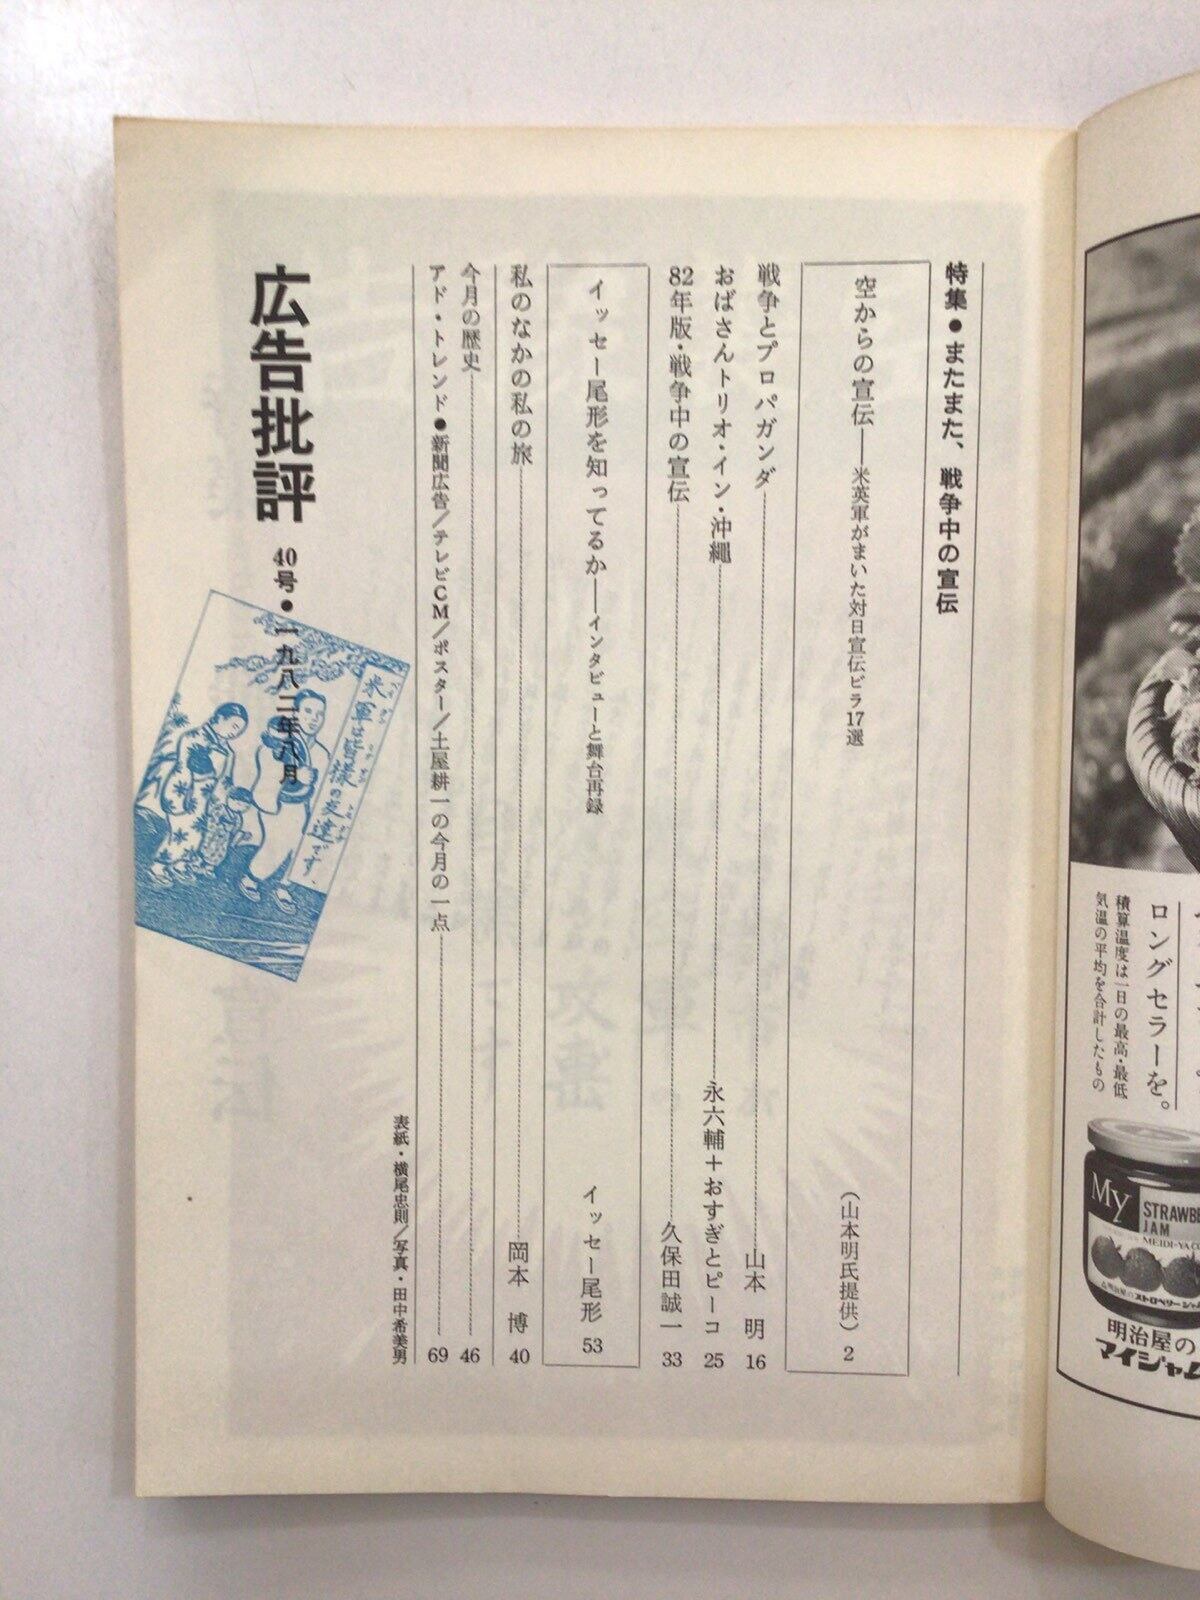 特集●またまた、戦争中の宣伝
空からの宣伝──米英軍がまいた対日宣伝ビラ17選
(山本明氏提供) 2
戦争とプロパガンダ 山本 明 16
おばさんトリオ・イン・沖縄 永六輔+おすぎとピーコ 25
82年版・戦争中の宣伝 久保田誠一 33
イッセー尾形を知ってるか──インタビューと舞台再録 イッセー尾形 53
私のなかの私の旅 岡本 博 40
今月の歴史 46
アド・トレンド●新聞広告/テレビCM/ポスター/土屋耕一の今月の一点 69
表紙・横尾忠則/写真・田中希美男
広告批評
40号●一九八二年八月
米軍は皆様の友達です
ロングセラーを。
積算温度は一日の最高・最低
気温の平均を合計したもの
My
STRAWBE
JAM
MEIDI-YA CO
明治屋の
マイジャム